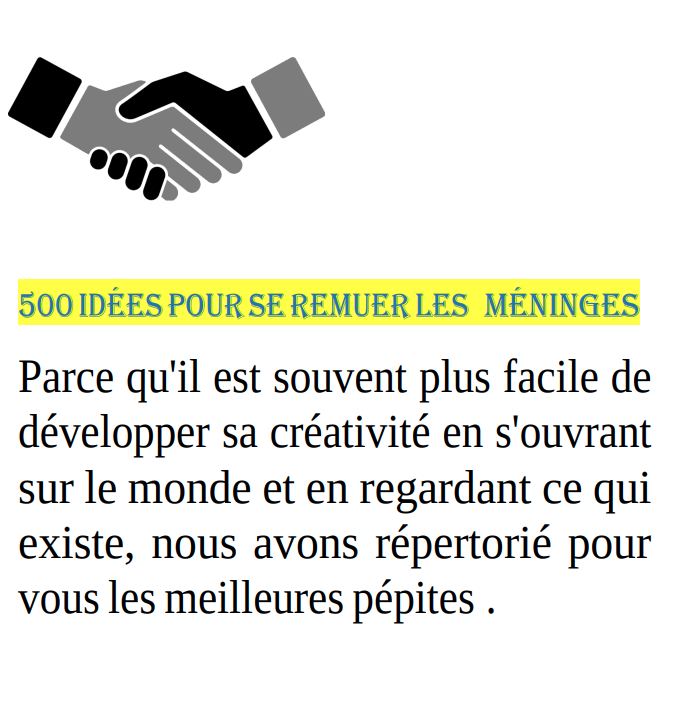 500 IDÉES POUR SE REMUER LES MÉNINGES
Parce qu'il est souvent plus facile de
développer sa créativité en s'ouvrant
sur le monde et en regardant ce qui
existe, nous avons répertorié pour
vous les meilleures pépites .